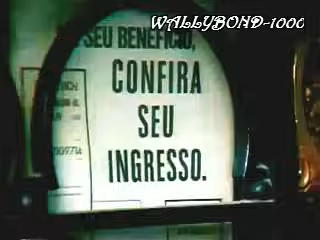 WALLYBOND-1000
SEU BENEFÍCIO,
CONFIRA
SEU
INGRESSO.